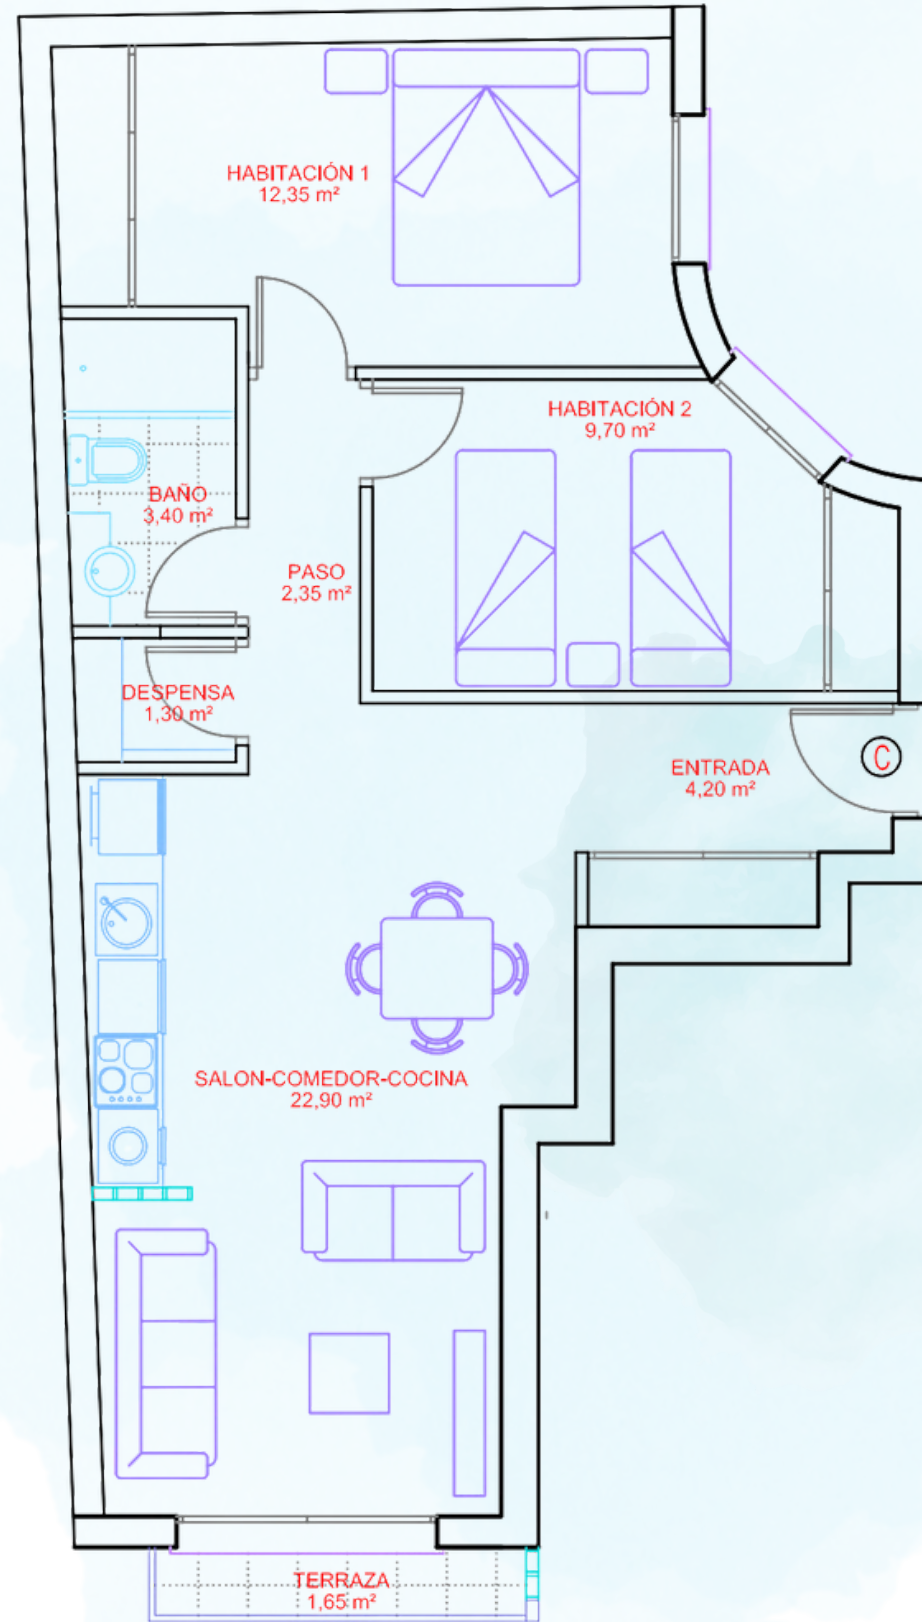 HABITACIÓN 1
12,35 m²
HABITACIÓN 2
9,70 m²
BAÑO
3,40 m²
PASO
2,35 m²
DESPENSA
1,30 m²
ENTRADA
4,20 m²
C
SALON-COMEDOR-COCINA
22,90 m²
TERRAZA
1,65 m²